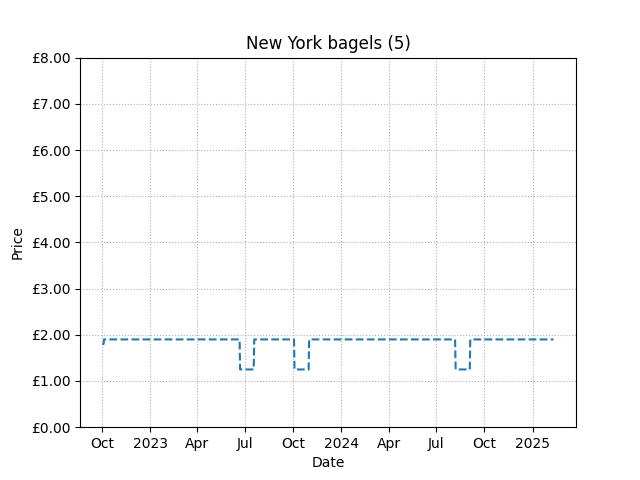 New York bagels (5)
£8.00
£7.00
£6.00
£5.00
£4.00
£3.00
£2.00
£1.00
£0.00
Price
Oct 2023 Apr Jul Oct 2024 Apr Jul Oct 2025
Date